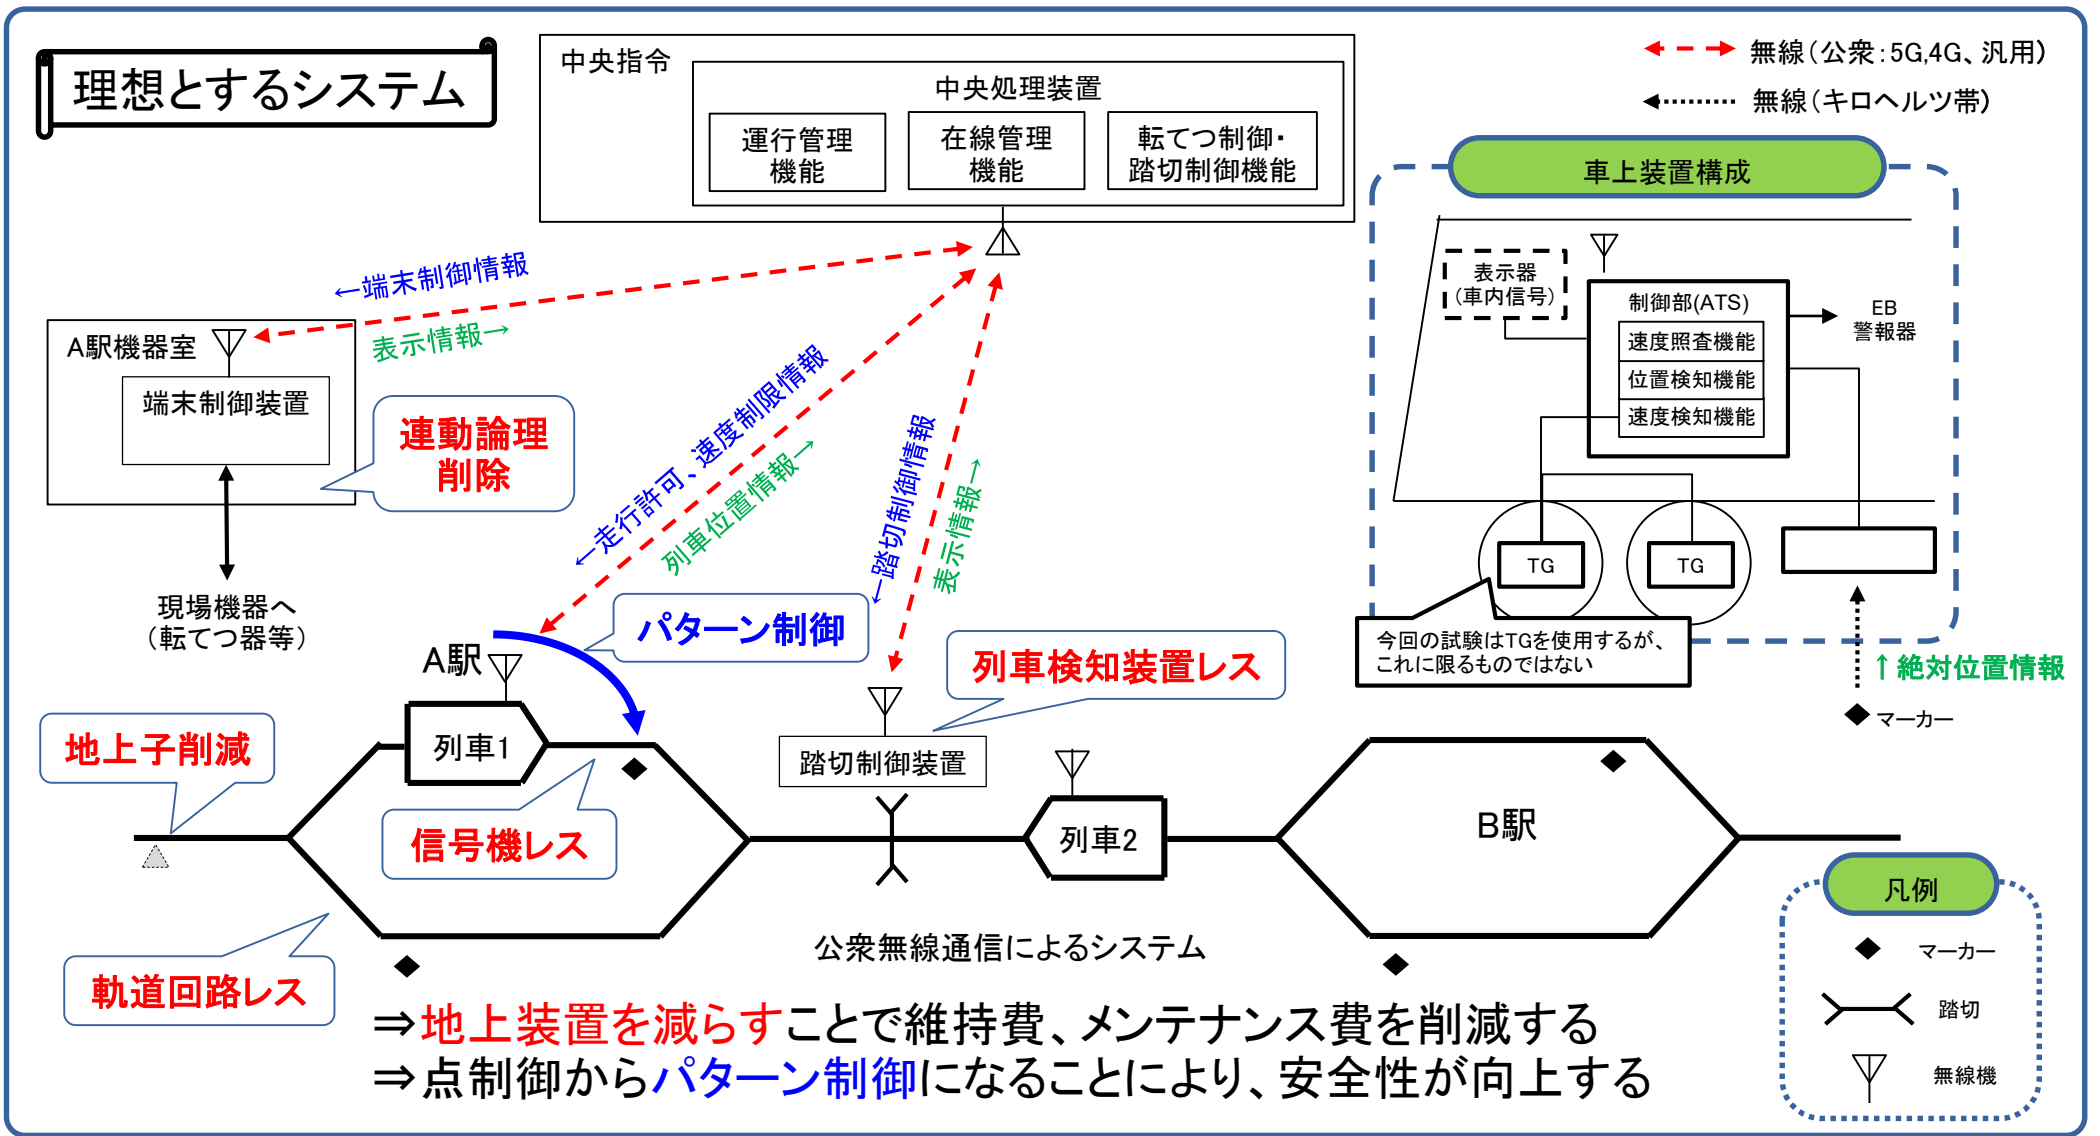 理想とするシステム
中央指令
中央処理装置
運行管理
機能
在線管理
機能
転てつ制御・
踏切制御機能
無線(公衆:5G,4G、汎用)
無線(キロヘルツ帯)
車上装置構成
表示器
(車内信号)
制御部(ATS)
速度照査機能
位置検知機能
速度検知機能
EB
警報器
TG
TG
今回の試験はTGを使用するが、
これに限るものではない
↑絶対位置情報
マーカー
←端末制御情報
表示情報→
A駅機器室
端末制御装置
連動論理
削除
現場機器へ
(転てつ器等)
←走行許可、速度制限情報
列車位置情報→
←踏切制御情報
表示情報→
パターン制御
列車検知装置レス
A駅
地上子削減
列車1
信号機レス
踏切制御装置
列車2
B駅
軌道回路レス
公衆無線通信によるシステム
⇒地上装置を減らすことで維持費、メンテナンス費を削減する
⇒点制御からパターン制御になることにより、安全性が向上する
凡例
マーカー
踏切
無線機